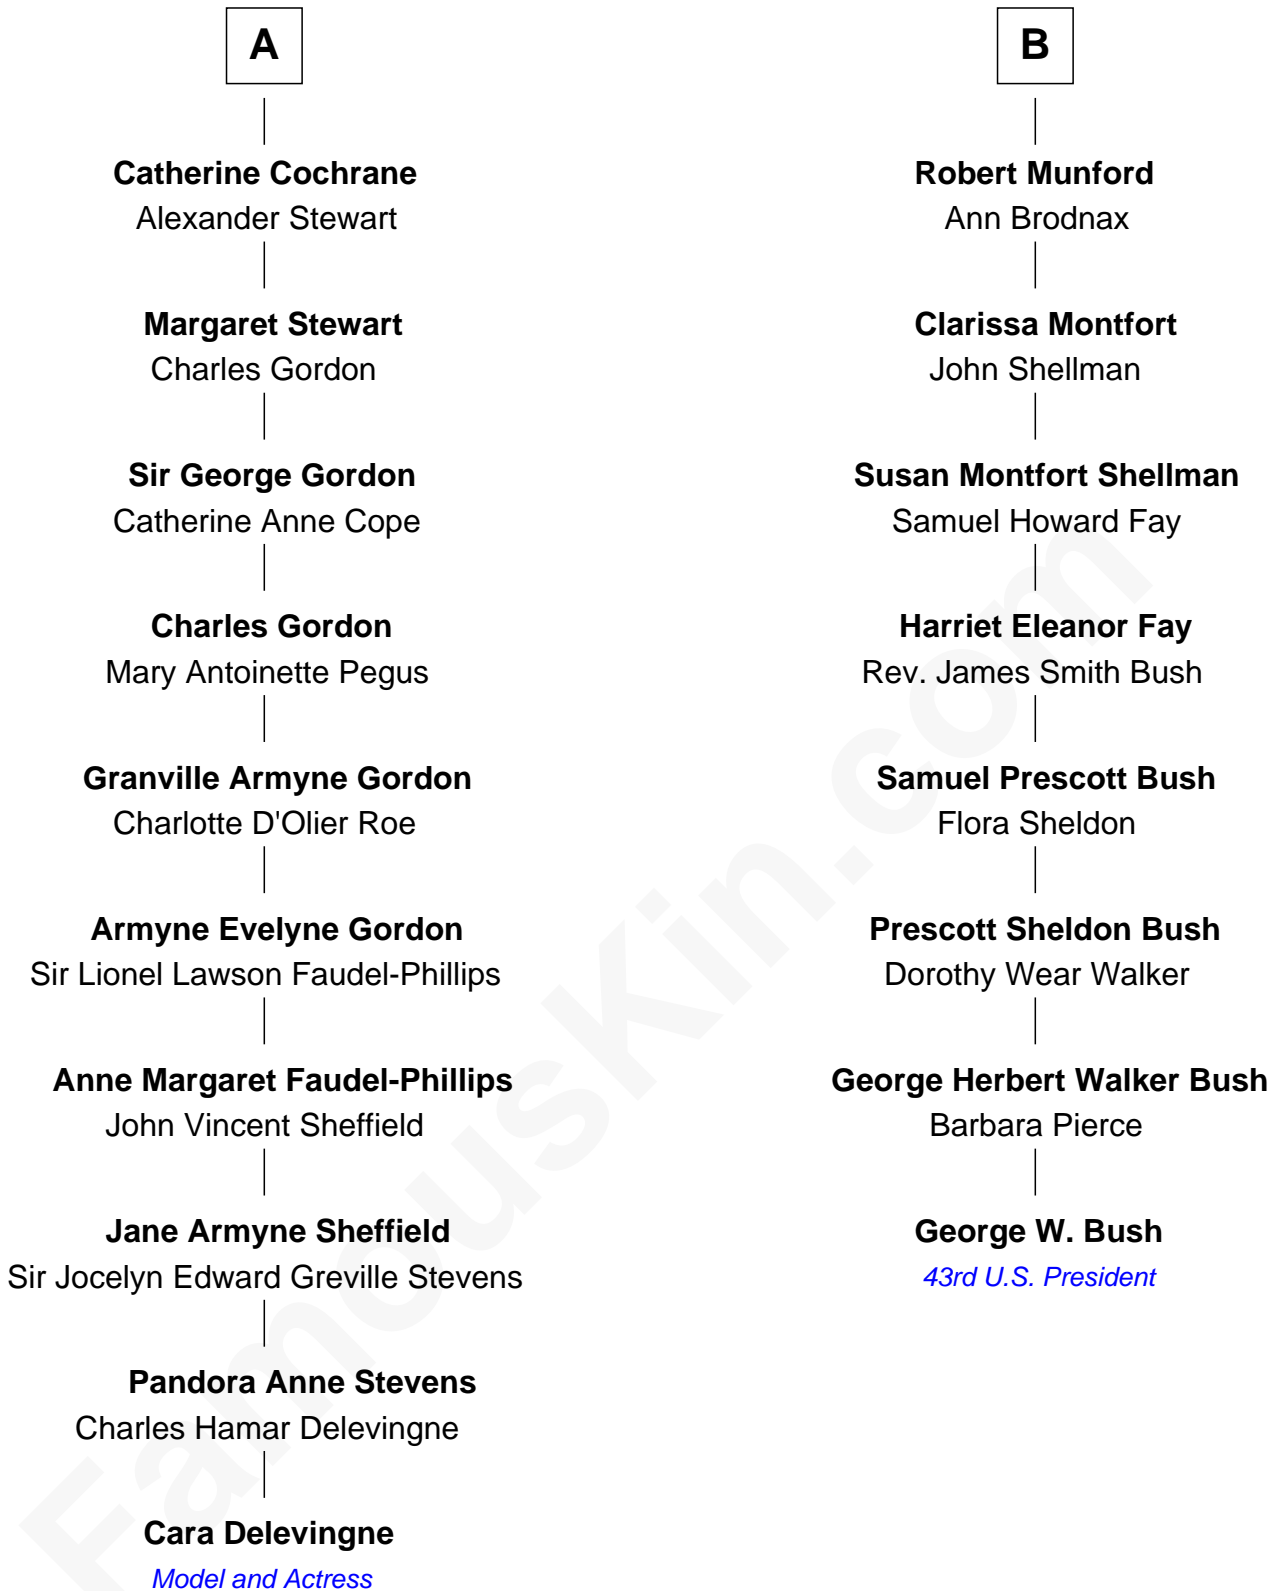 A
Catherine Cochrane
Alexander Stewart
Margaret Stewart
Charles Gordon
Sir George Gordon
Catherine Anne Cope
Charles Gordon
Mary Antoinette Pegus
Granville Armyne Gordon
Charlotte D'Olier Roe
Armyne Evelyne Gordon
Sir Lionel Lawson Faudel-Phillips
Anne Margaret Faudel-Phillips
John Vincent Sheffield
Jane Armyne Sheffield
Sir Jocelyn Edward Greville Stevens
Pandora Anne Stevens
Charles Hamar Delevingne
Cara Delevingne
Model and Actress
B
Robert Munford
Ann Brodnax
Clarissa Montfort
John Shellman
Susan Montfort Shellman
Samuel Howard Fay
Harriet Eleanor Fay
Rev. James Smith Bush
Samuel Prescott Bush
Flora Sheldon
Prescott Sheldon Bush
Dorothy Wear Walker
George Herbert Walker Bush
Barbara Pierce
George W. Bush
43rd U.S. President
FamousKin.com